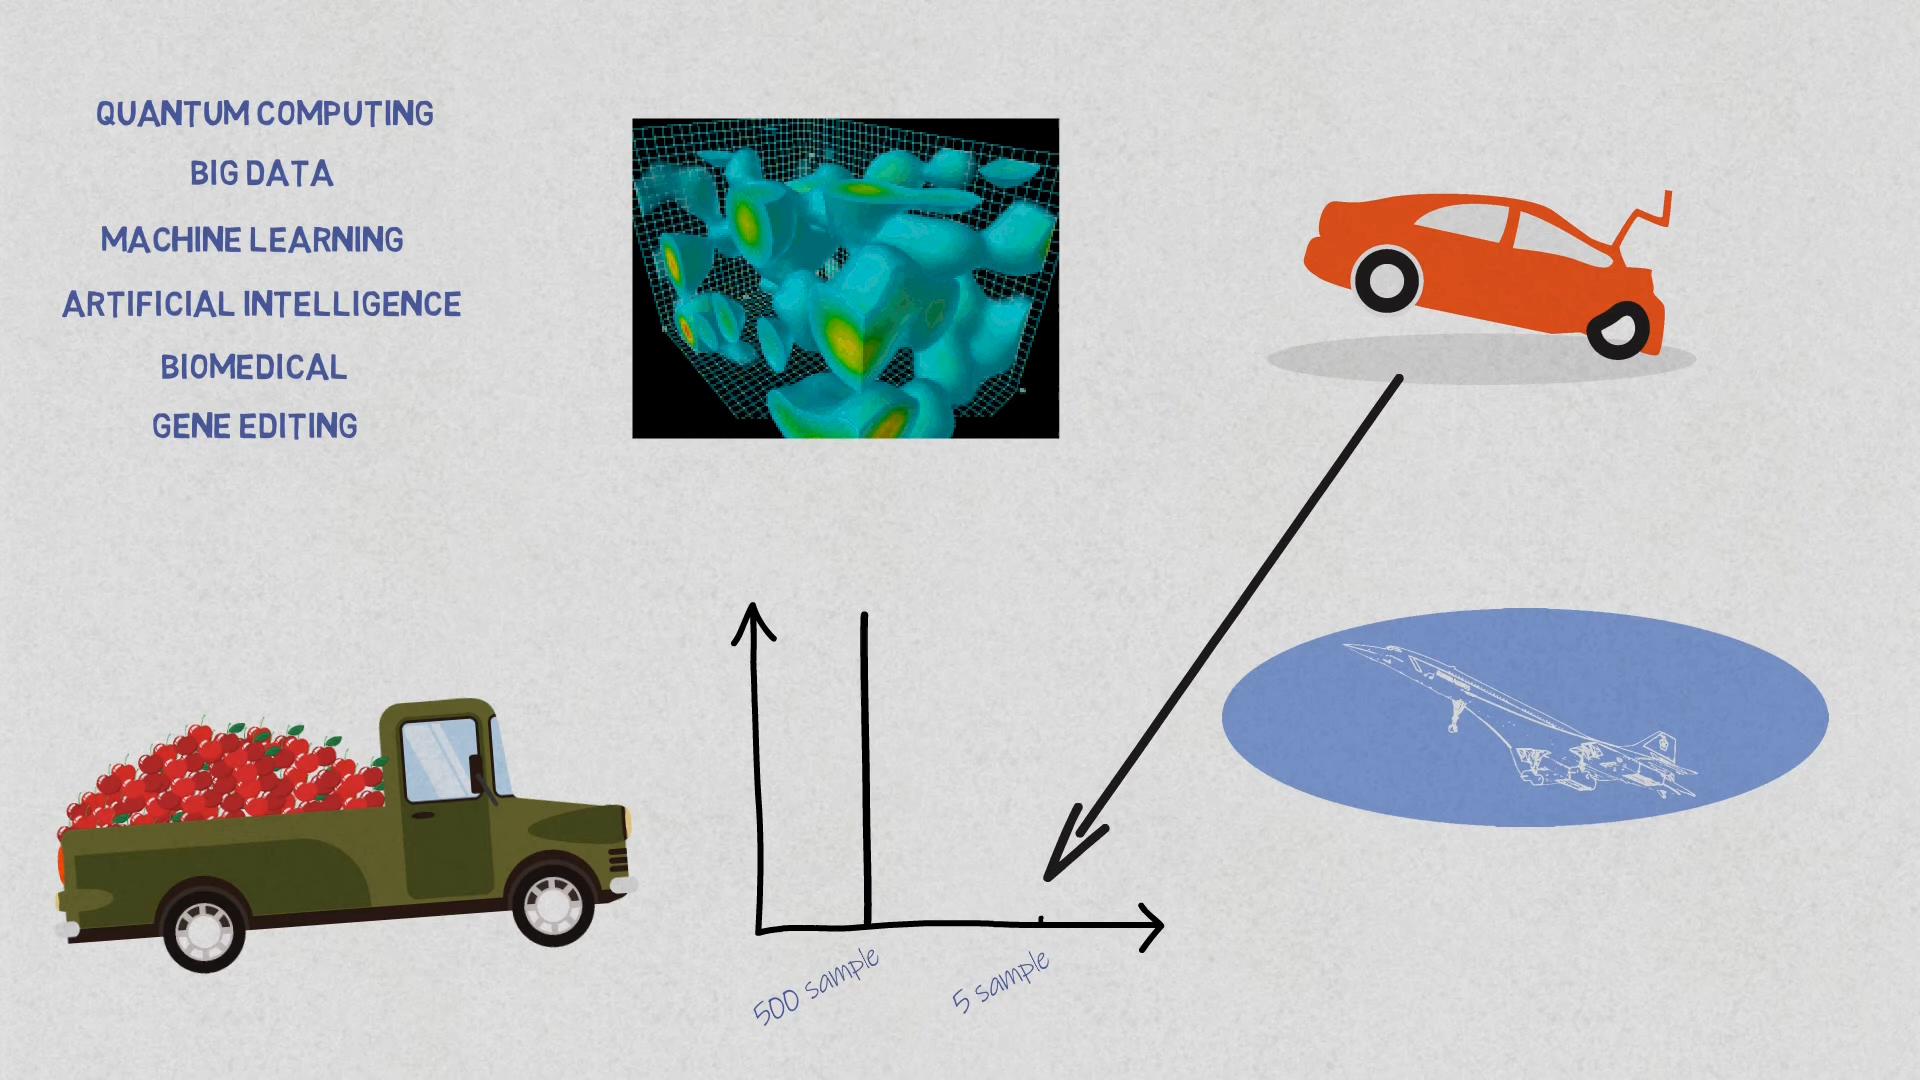 QUANTUM COMPUTING
BIG DATA
MACHINE LEARNING
ARTIFICIAL INTELLIGENCE
BIOMEDICAL
GENE EDITING
500 sample
5 sample